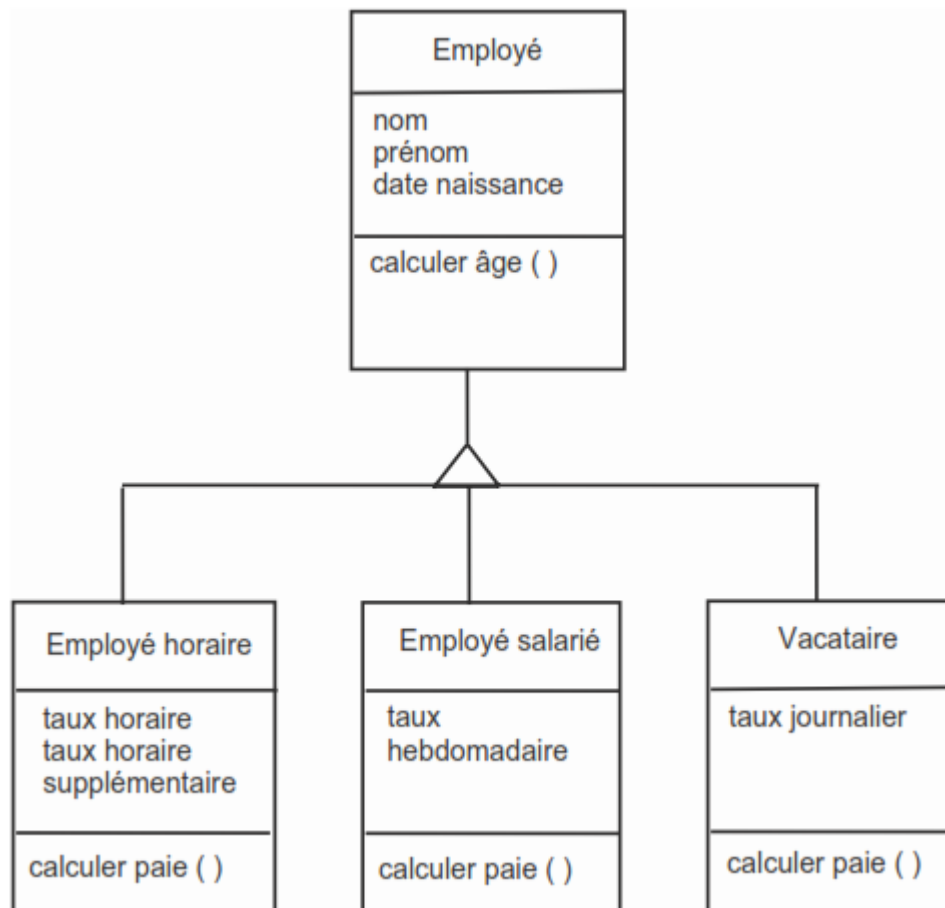 Employé
nom
prénom
date naissance
calculer âge ( )
Employé horaire
taux horaire
taux horaire
supplémentaire
calculer paie ( )
Employé salarié
taux
hebdomadaire
calculer paie ( )
Vacataire
taux journalier
calculer paie ( )